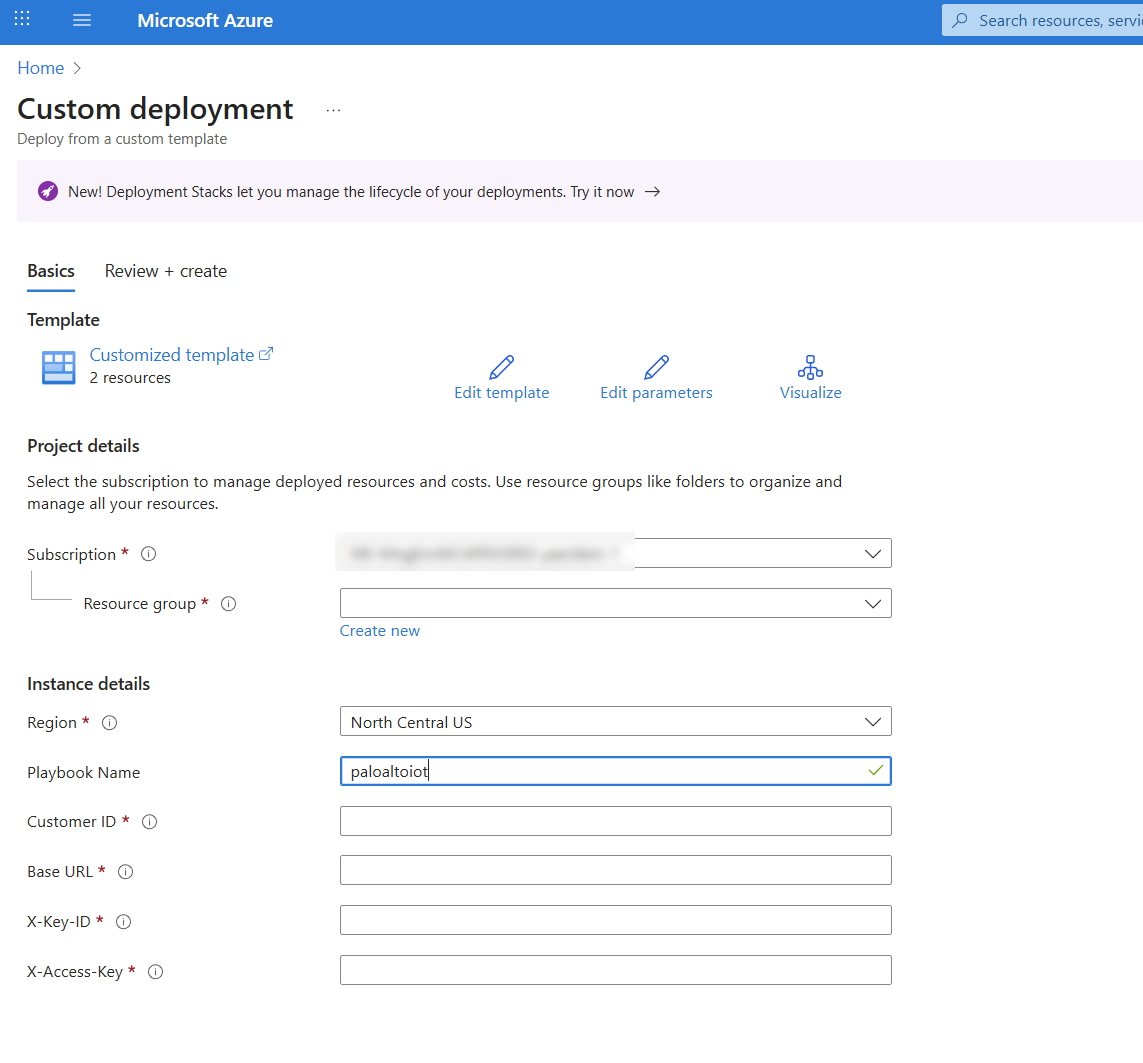 Microsoft Azure
Search resources, servi
Home
Custom deployment
...
Deploy from a custom template
New! Deployment Stacks let you manage the lifecycle of your deployments. Try it now →
Basics
Review + create
Template
Customized template
2 resources
Edit template
Edit parameters
Visualize
Project details
Select the subscription to manage deployed resources and costs. Use resource groups like folders to organize and
manage all your resources.
Subscription *
Resource group *
Create new
Instance details
Region *
North Central US
Playbook Name
paloaltoiot
Customer ID *
Base URL *
X-Key-ID *
X-Access-Key *